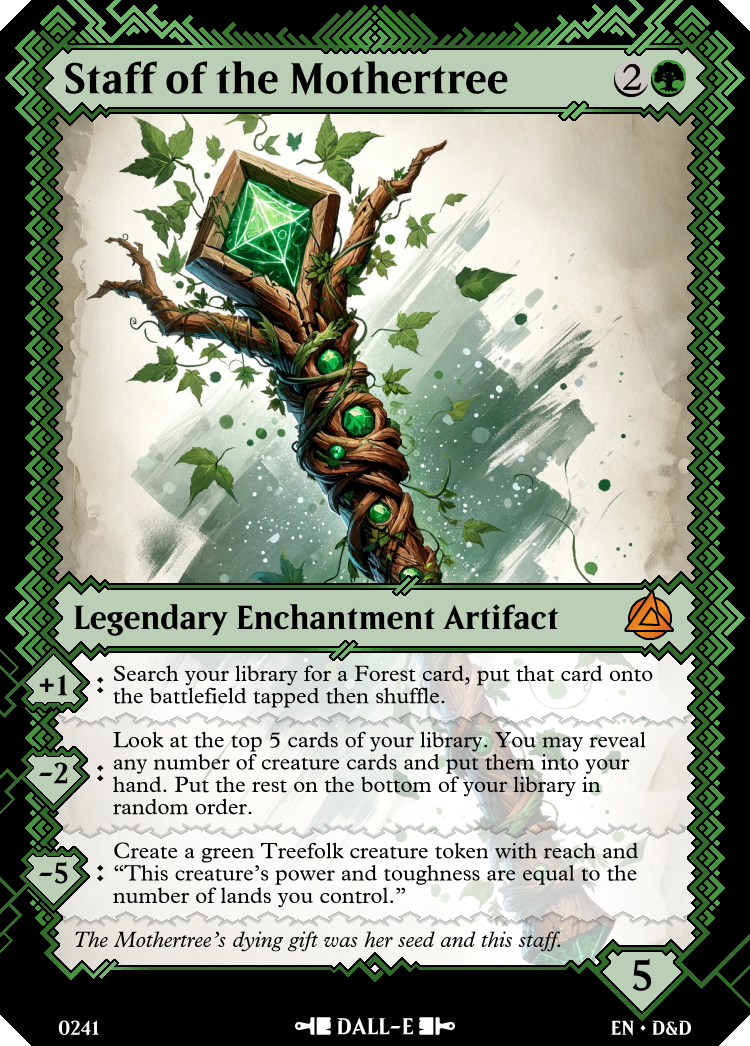 Staff of the Mothertree 2
Legendary Enchantment Artifact
+1 : Search your library for a Forest card, put that card onto
the battlefield tapped then shuffle.
–2 : Look at the top 5 cards of your library. You may reveal
any number of creature cards and put them into your
hand. Put the rest on the bottom of your library in
random order.
–5 : Create a green Treefolk creature token with reach and
“This creature’s power and toughness are equal to the
number of lands you control.”
The Mothertree’s dying gift was her seed and this staff.
5
0241 DALL-E EN • D&D